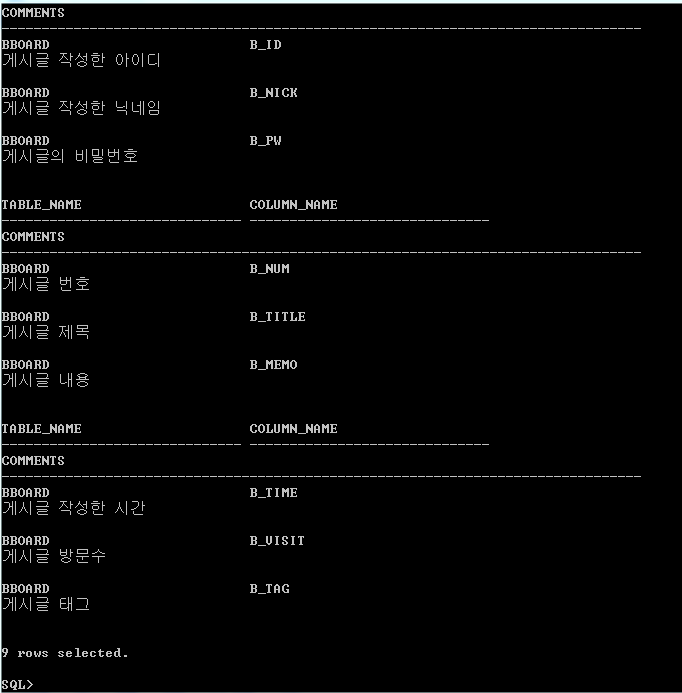 COMMENTS
--------------------------------------------------------------------------------
BBOARD                         B_ID
게시글 작성한 아이디
BBOARD                         B_NICK
게시글 작성한 닉네임
BBOARD                         B_PW
게시글의 비밀번호
TABLE_NAME                     COLUMN_NAME
------------------------------ ------------------------------
COMMENTS
--------------------------------------------------------------------------------
BBOARD                         B_NUM
게시글 번호
BBOARD                         B_TITLE
게시글 제목
BBOARD                         B_MEMO
게시글 내용
TABLE_NAME                     COLUMN_NAME
------------------------------ ------------------------------
COMMENTS
--------------------------------------------------------------------------------
BBOARD                         B_TIME
게시글 작성한 시간
BBOARD                         B_VISIT
게시글 방문수
BBOARD                         B_TAG
게시글 태그
9 rows selected.
SQL>